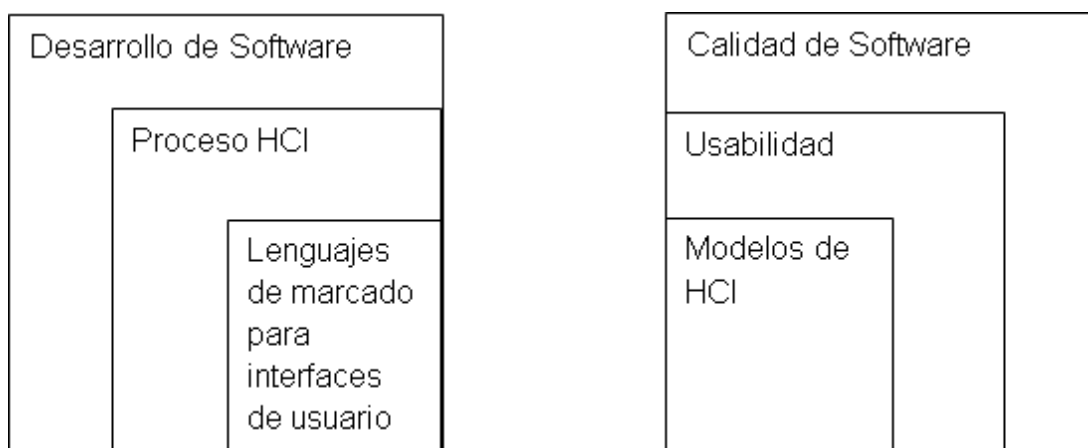 Desarrollo de Software
Proceso HCI
Lenguajes
de marcado
para
interfaces
de usuario
Calidad de Software
Usabilidad
Modelos de
HCI